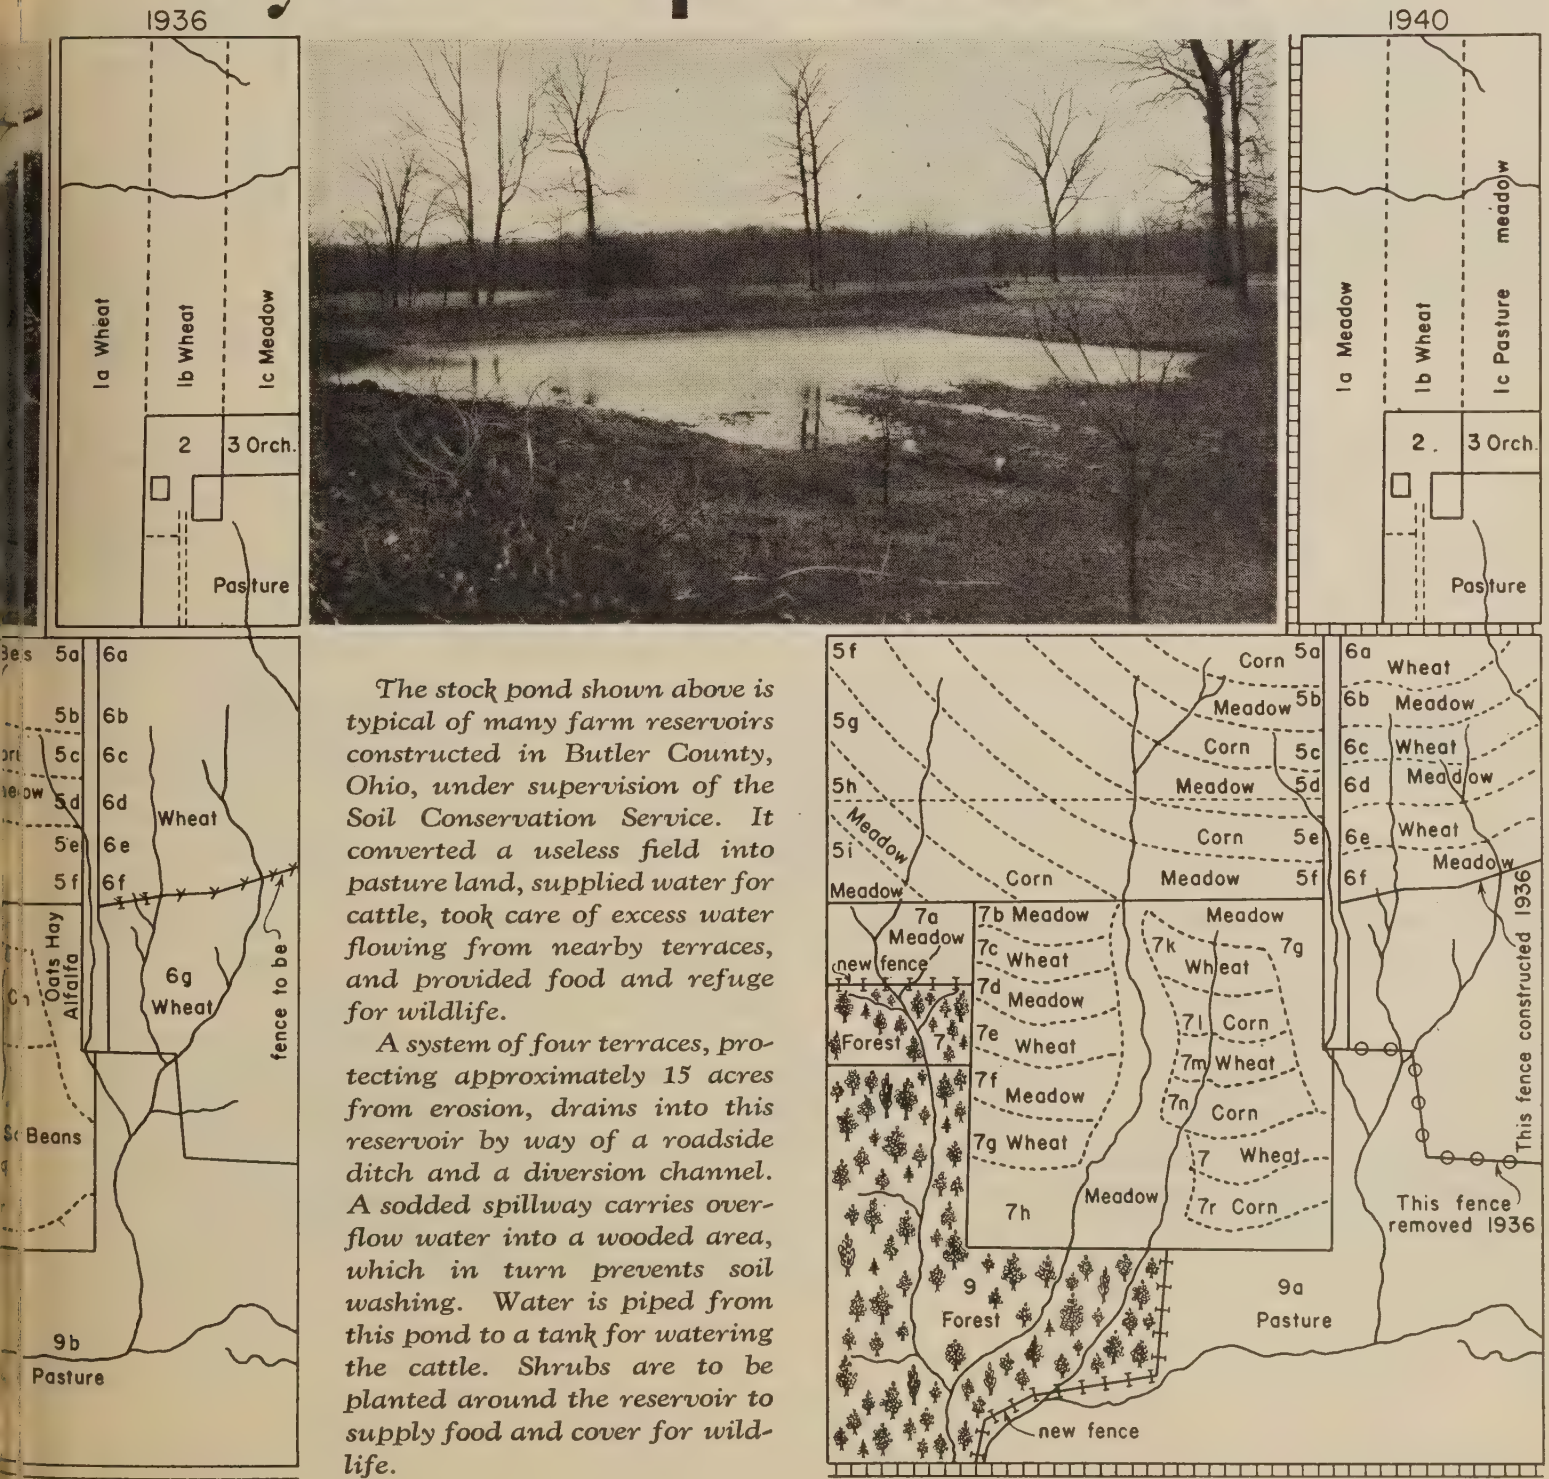 1936
1a Wheat
1b Wheat
1c Meadow
2
3 Orch.
Pasture
5a
6a
5b
6b
5c
6c
5d
6d
Wheat
5e
6e
5f
6f
Oats Hay
Alfalfa
6g
Wheat
fence to be
Beans
9b
Pasture
The stock pond shown above is
typical of many farm reservoirs
constructed in Butler County,
Ohio, under supervision of the
Soil Conservation Service. It
converted a useless field into
pasture land, supplied water for
cattle, took care of excess water
flowing from nearby terraces,
and provided food and refuge
for wildlife.
A system of four terraces, pro-
tecting approximately 15 acres
from erosion, drains into this
reservoir by way of a roadside
ditch and a diversion channel.
A sodded spillway carries over-
flow water into a wooded area,
which in turn prevents soil
washing. Water is piped from
this pond to a tank for watering
the cattle. Shrubs are to be
planted around the reservoir to
supply food and cover for wild-
life.
1940
1a Meadow
1b Wheat
1c Pasture meadow
2
3 Orch.
Pasture
5f
Corn 5a
6a
Wheat
Meadow 5b
6b
Meadow
5g
Corn 5c
6c
Wheat
5h
Meadow 5d
6d
Meadow
Meadow
Corn 5e
6e
Wheat
5i
Meadow
Meadow
Corn
Meadow 5f
6f
7a
Meadow
7b Meadow
Meadow
7c
Wheat
7k
Wheat
7g
new fence
7d
Meadow
7l Corn
Forest 7
7e
Wheat
7m Wheat
7f
Meadow
7n
Corn
7g Wheat
7 Wheat
7h
Meadow
7r Corn
This fence constructed 1936
This fence
removed 1936
9
Forest
9a
Pasture
new fence